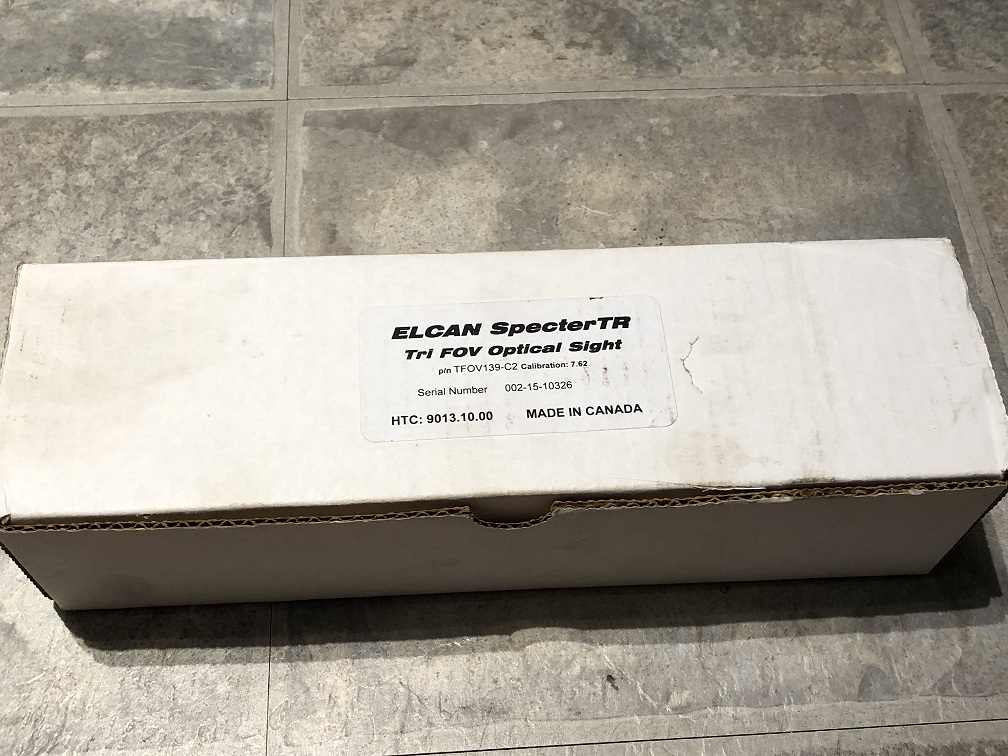 ELCAN SpecterTR
Tri FOV Optical Sight
p/n TFOV139-C2 Calibration: 7.62
Serial Number 002-15-10326
HTC: 9013.10.00 MADE IN CANADA